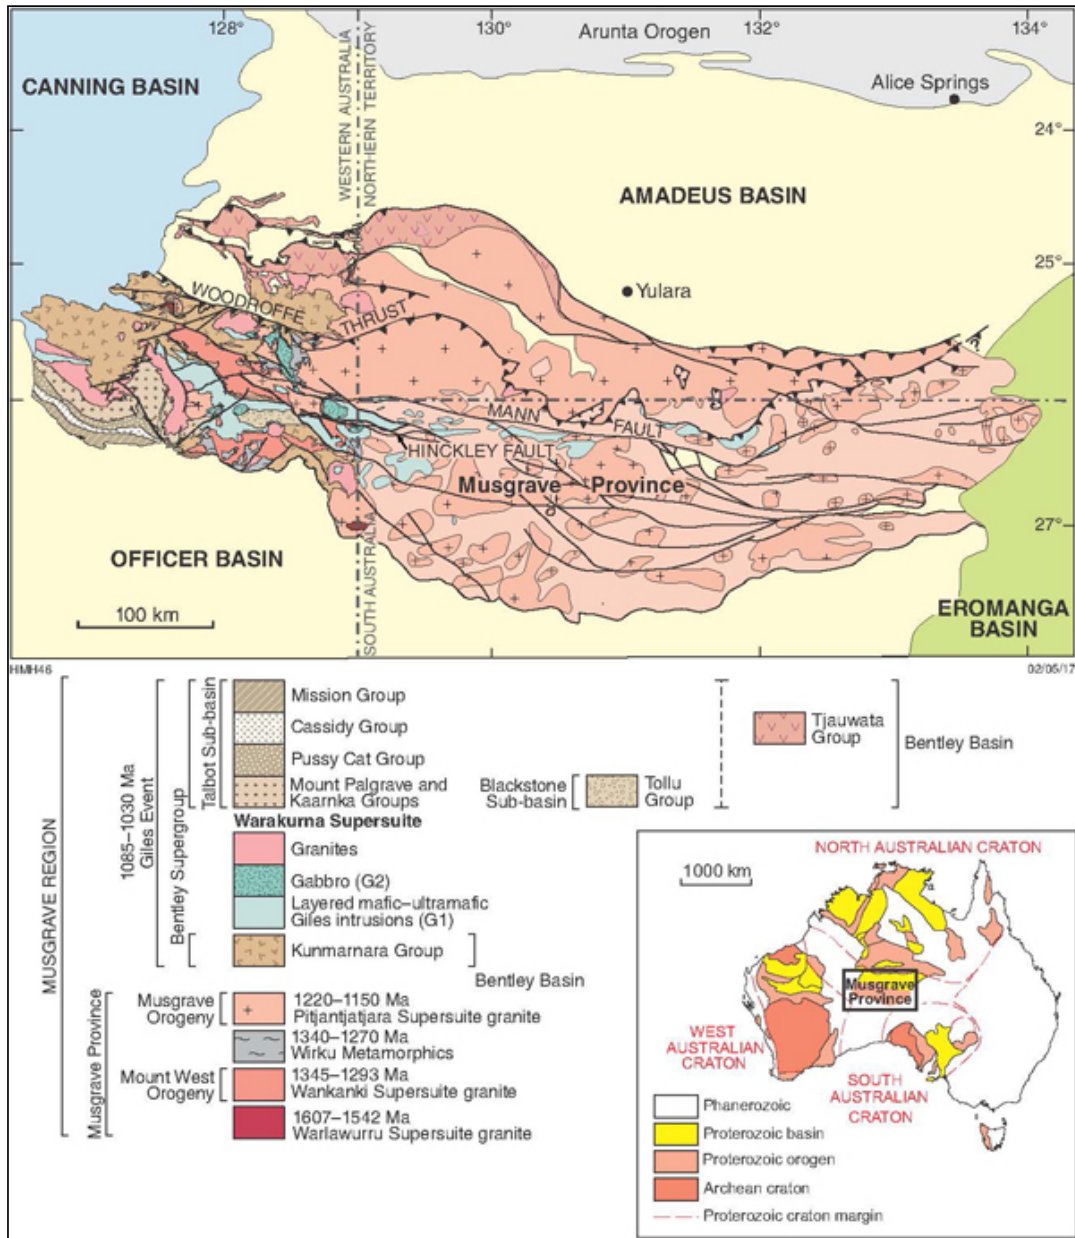 128°
130°
132°
134°
Arunta Orogen
CANNING BASIN
Alice Springs
24°
WESTERN AUSTRALIA
NORTHERN TERRITORY
AMADEUS BASIN
25°
Yulara
WOODROFFE
THRUST
MANN
FAULT
HINCKLEY FAULT
Musgrave Province
27°
OFFICER BASIN
SOUTH AUSTRALIA
100 km
EROMANGA
BASIN
HMH46
02/05/17
MUSGRAVE REGION
1085–1030 Ma
Giles Event
Bentley Supergroup
Talbot Sub-basin
Mission Group
Cassidy Group
Pussy Cat Group
Mount Palgrave and
Kaarnka Groups
Blackstone
Sub-basin
Tollu
Group
Tjauwata
Group
Bentley Basin
Warakurna Supersuite
Granites
Gabbro (G2)
Layered mafic–ultramafic
Giles intrusions (G1)
Kunmarnara Group
Bentley Basin
Musgrave Province
Musgrave
Orogeny
1220–1150 Ma
Pitjantjatjara Supersuite granite
1340–1270 Ma
Wirku Metamorphics
Mount West
Orogeny
1345–1293 Ma
Wankanki Supersuite granite
1607–1542 Ma
Warlawurru Supersuite granite
NORTH AUSTRALIAN CRATON
1000 km
Musgrave
Province
WEST
AUSTRALIAN
CRATON
SOUTH
AUSTRALIAN
CRATON
Phanerozoic
Proterozoic basin
Proterozoic orogen
Archean craton
Proterozoic craton margin